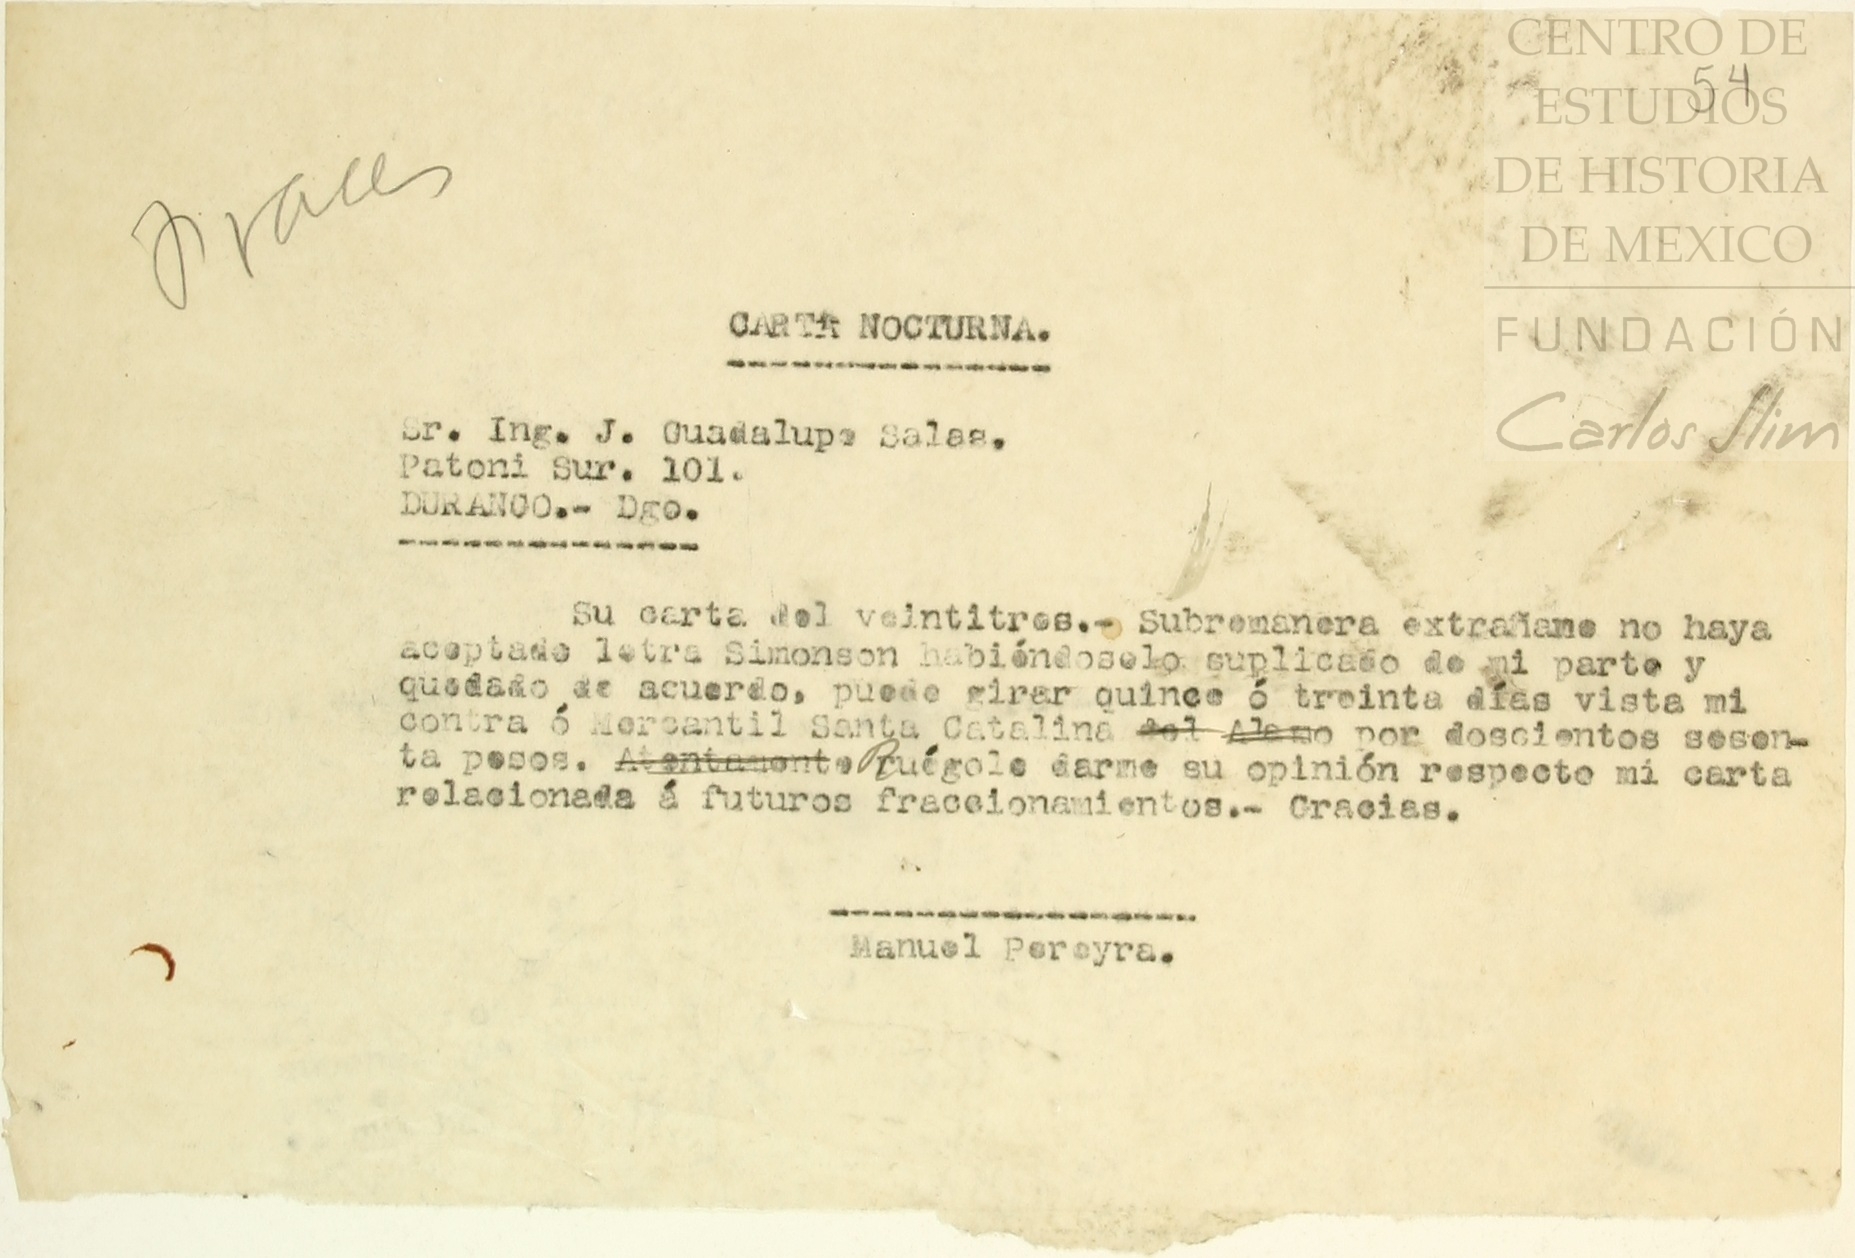 CENTRO DE
ESTUDIOS
DE HISTORIA
DE MEXICO
FUNDACIÓN
Carlos Slim
54
CARTA NOCTURNA.
Sr. Ing. J. Guadalupe Salas.
Patoni Sur. 101.
DURANGO.- Dgo.
Su carta del veintitres.- Subremanera extrañame no haya
aceptado letra Simonson habiéndoselo suplicado de mi parte y
quedado de acuerdo, puede girar quince ó treinta días vista mi
contra ó Mercantil Santa Catalina del Alamo por doscientos sesen-
ta pesos. Atentamente Ruégole darme su opinión respecto mi carta
relacionada á futuros fraccionamientos.- Gracias.
Manuel Pereyra.